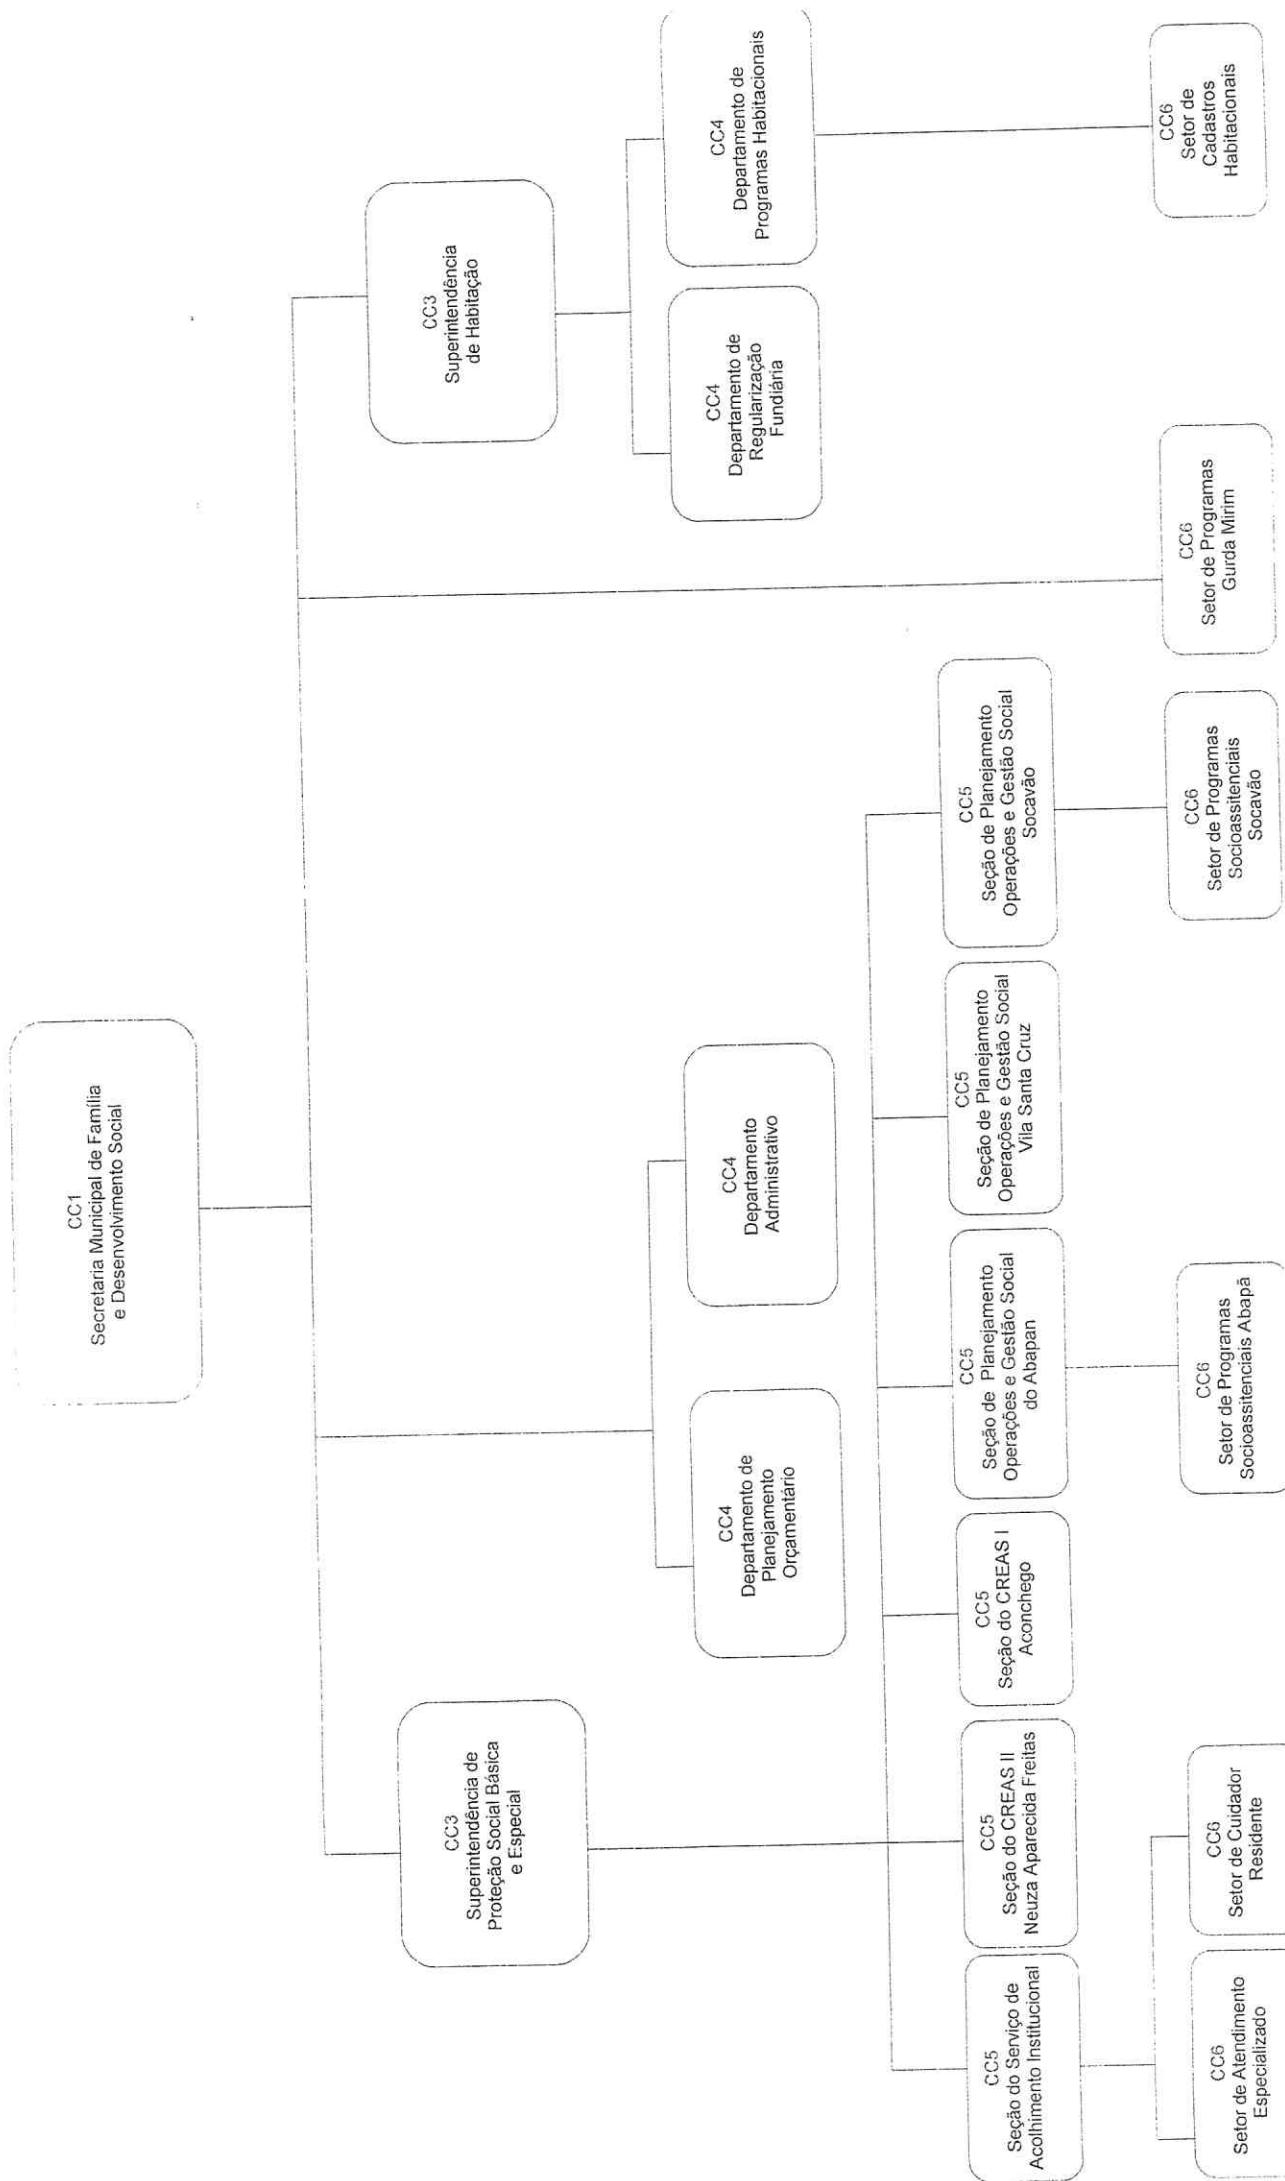 CC1
Secretaria Municipal de Família
e Desenvolvimento Social
CC3
Superintendência de
Proteção Social Básica
e Especial
CC3
Superintendência
de Habitação
CC4
Departamento de
Planejamento
Orçamentário
CC4
Departamento
Administrativo
CC4
Departamento de
Regularização
Fundiária
CC4
Departamento de
Programas Habitacionais
CC5
Seção do Serviço de
Acolhimento Institucional
CC5
Seção do CREAS II
Neuza Aparecida Freitas
CC5
Seção do CREAS I
Aconchego
CC5
Seção de Planejamento
Operações e Gestão Social
do Abapan
CC5
Seção de Planejamento
Operações e Gestão Social
Vila Santa Cruz
CC5
Seção de Planejamento
Operações e Gestão Social
Socavão
CC6
Setor de Atendimento
Especializado
CC6
Setor de Cuidador
Residente
CC6
Setor de Programas
Socioassitenciais Abapã
CC6
Setor de Programas
Socioassitenciais
Socavão
CC6
Setor de Programas
Gurda Mirim
CC6
Setor de
Cadastros
Habitacionais